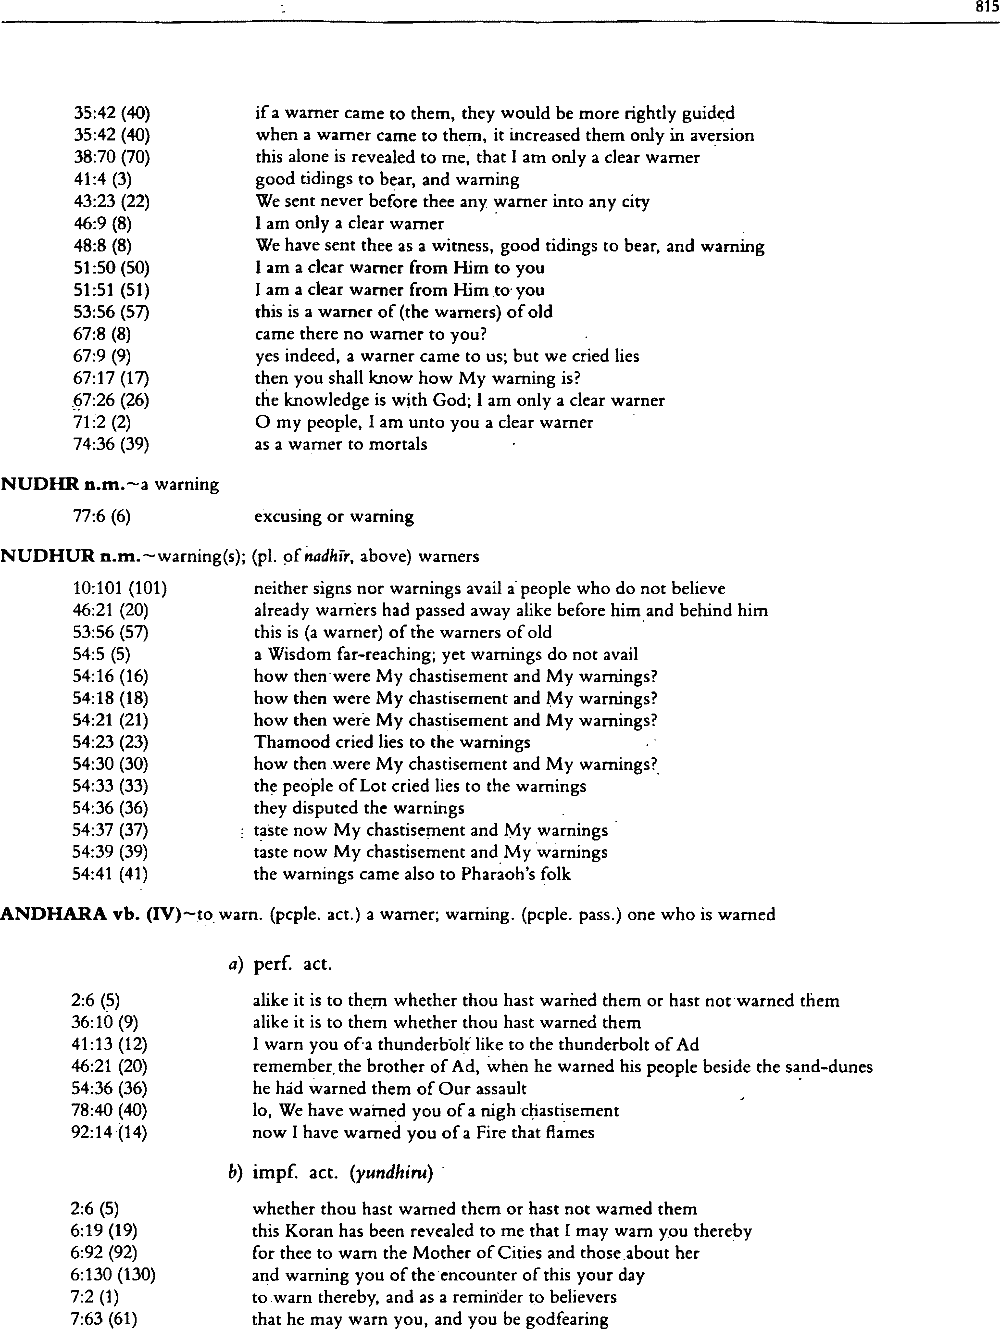 815
35:42 (40) if a warner came to them, they would be more rightly guided
35:42 (40) when a warner came to them, it increased them only in aversion
38:70 (70) this alone is revealed to me, that I am only a clear warner
41:4 (3) good tidings to bear, and warning
43:23 (22) We sent never before thee any warner into any city
46:9 (8) I am only a clear warner
48:8 (8) We have sent thee as a witness, good tidings to bear, and warning
51:50 (50) I am a clear warner from Him to you
51:51 (51) I am a clear warner from Him to you
53:56 (57) this is a warner of (the warners) of old
67:8 (8) came there no warner to you?
67:9 (9) yes indeed, a warner came to us; but we cried lies
67:17 (17) then you shall know how My warning is?
67:26 (26) the knowledge is with God; I am only a clear warner
71:2 (2) O my people, I am unto you a clear warner
74:36 (39) as a warner to mortals
NUDHR n.m.~a warning
77:6 (6) excusing or warning
NUDHUR n.m.~warning(s); (pl. of nadhīr, above) warners
10:101 (101) neither signs nor warnings avail a people who do not believe
46:21 (20) already warners had passed away alike before him and behind him
53:56 (57) this is (a warner) of the warners of old
54:5 (5) a Wisdom far-reaching; yet warnings do not avail
54:16 (16) how then were My chastisement and My warnings?
54:18 (18) how then were My chastisement and My warnings?
54:21 (21) how then were My chastisement and My warnings?
54:23 (23) Thamood cried lies to the warnings
54:30 (30) how then were My chastisement and My warnings?
54:33 (33) the people of Lot cried lies to the warnings
54:36 (36) they disputed the warnings
54:37 (37) taste now My chastisement and My warnings
54:39 (39) taste now My chastisement and My warnings
54:41 (41) the warnings came also to Pharaoh's folk
ANDHARA vb. (IV)~to warn. (pcple. act.) a warner; warning. (pcple. pass.) one who is warned
a) perf. act.
2:6 (5) alike it is to them whether thou hast warned them or hast not warned them
36:10 (9) alike it is to them whether thou hast warned them
41:13 (12) I warn you of a thunderbolt like to the thunderbolt of Ad
46:21 (20) remember the brother of Ad, when he warned his people beside the sand-dunes
54:36 (36) he had warned them of Our assault
78:40 (40) lo, We have warned you of a nigh chastisement
92:14 (14) now I have warned you of a Fire that flames
b) impf. act. (yundhiru)
2:6 (5) whether thou hast warned them or hast not warned them
6:19 (19) this Koran has been revealed to me that I may warn you thereby
6:92 (92) for thee to warn the Mother of Cities and those about her
6:130 (130) and warning you of the encounter of this your day
7:2 (1) to warn thereby, and as a reminder to believers
7:63 (61) that he may warn you, and you be godfearing